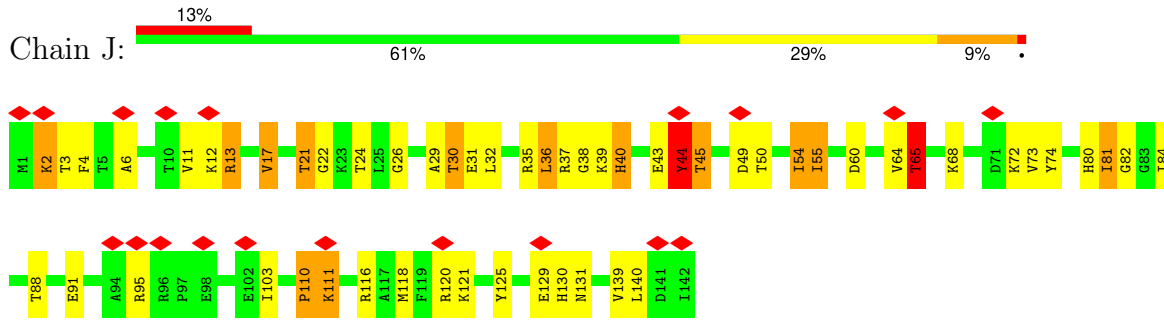 13%
Chain J:
61% 29% 9% •
M1 K2 T3 F4 T5 A6 T10 V11 K12 R13 V17 T21 G22 K23 T24 L25 G26 A29 T30 E31 L32 R35 L36 R37 G38 K39 H40 E43 Y44 T45 D49 T50 I54 I55 D60 V64 T65 K68 D71 K72 V73 Y74 H80 I81 G82 G83 I84
T88 E91 A94 R95 R96 P97 E98 E102 I103 P110 K111 R116 A117 M118 F119 R120 K121 Y125 E129 H130 N131 V139 L140 D141 I142